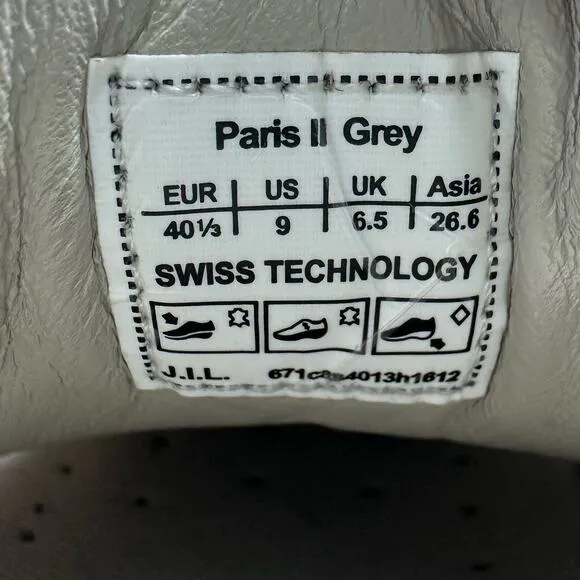 Paris II Grey
EUR US UK Asia
40⅓ 9 6.5 26.6
SWISS TECHNOLOGY
J.I.L.